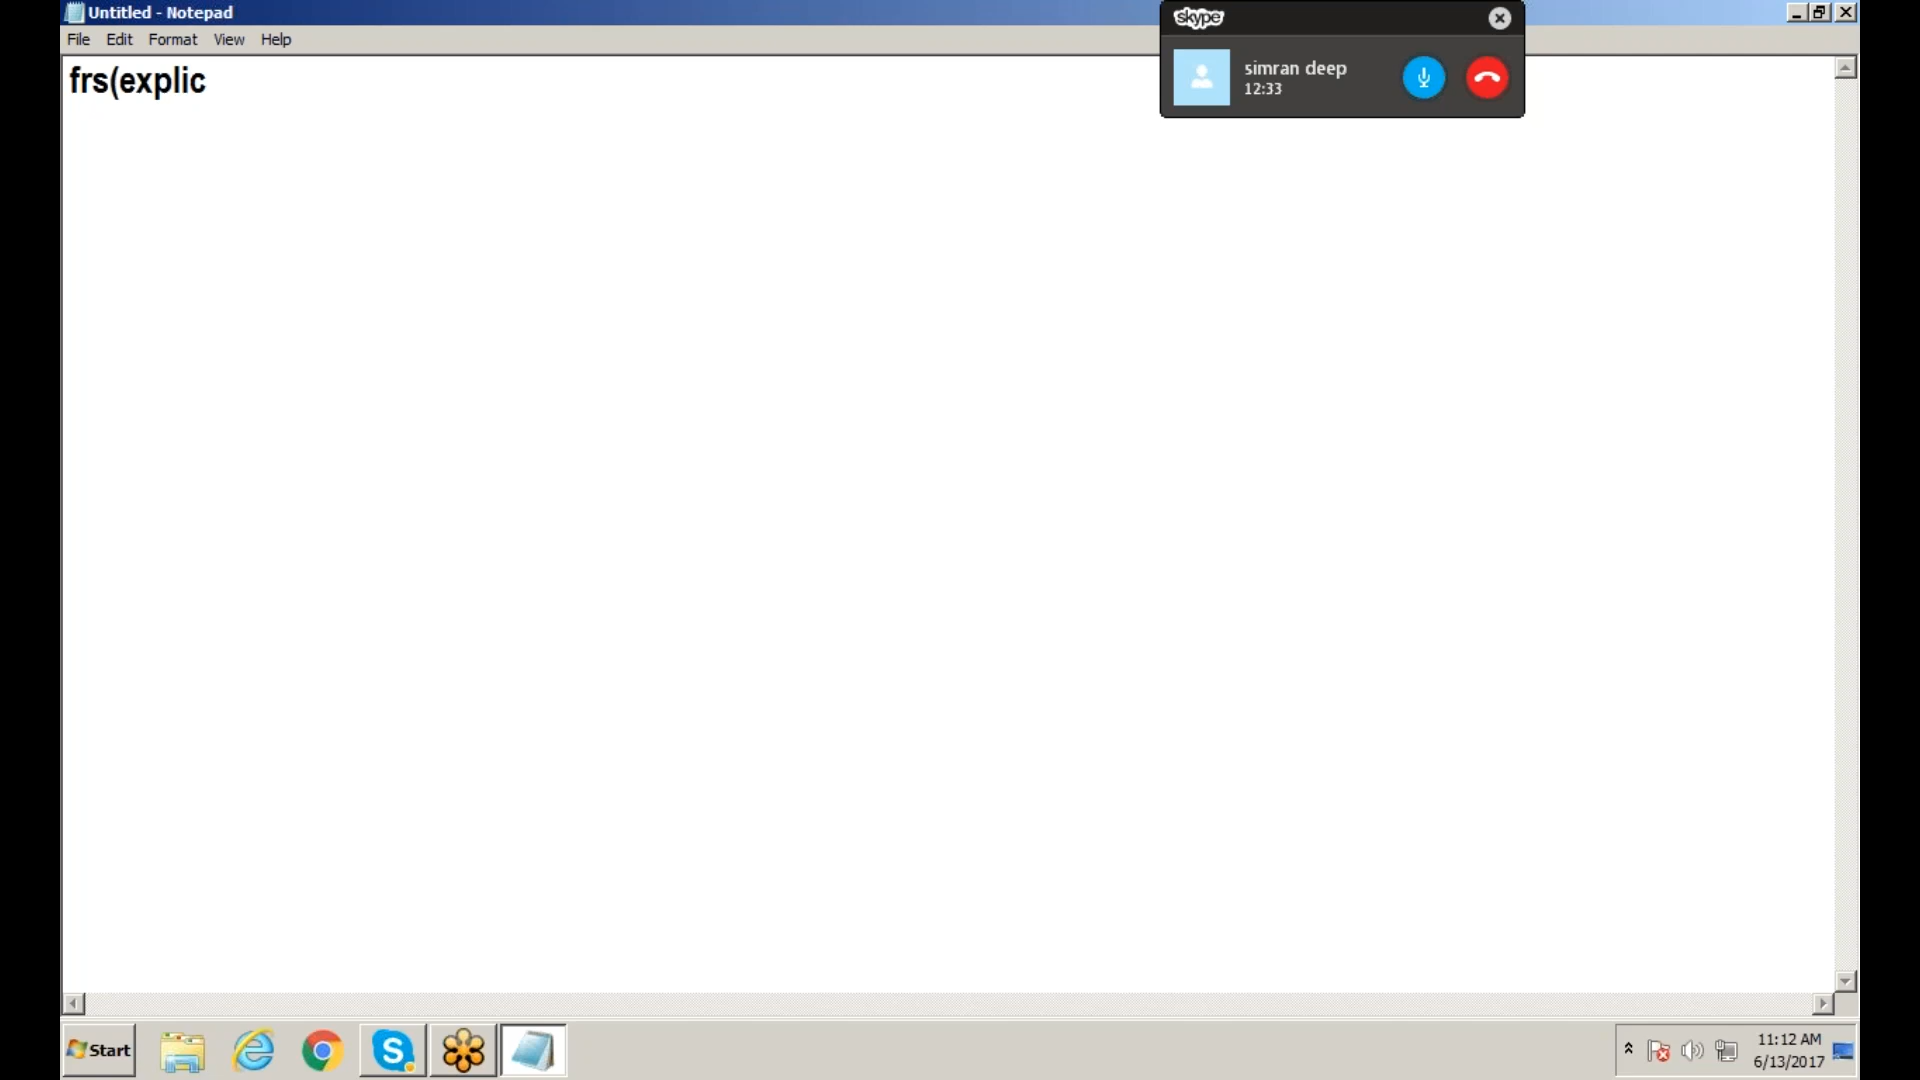 Untitled - Notepad
File Edit Format View Help
frs(explic
skype
simran deep
12:33
Start
11:12 AM
6/13/2017